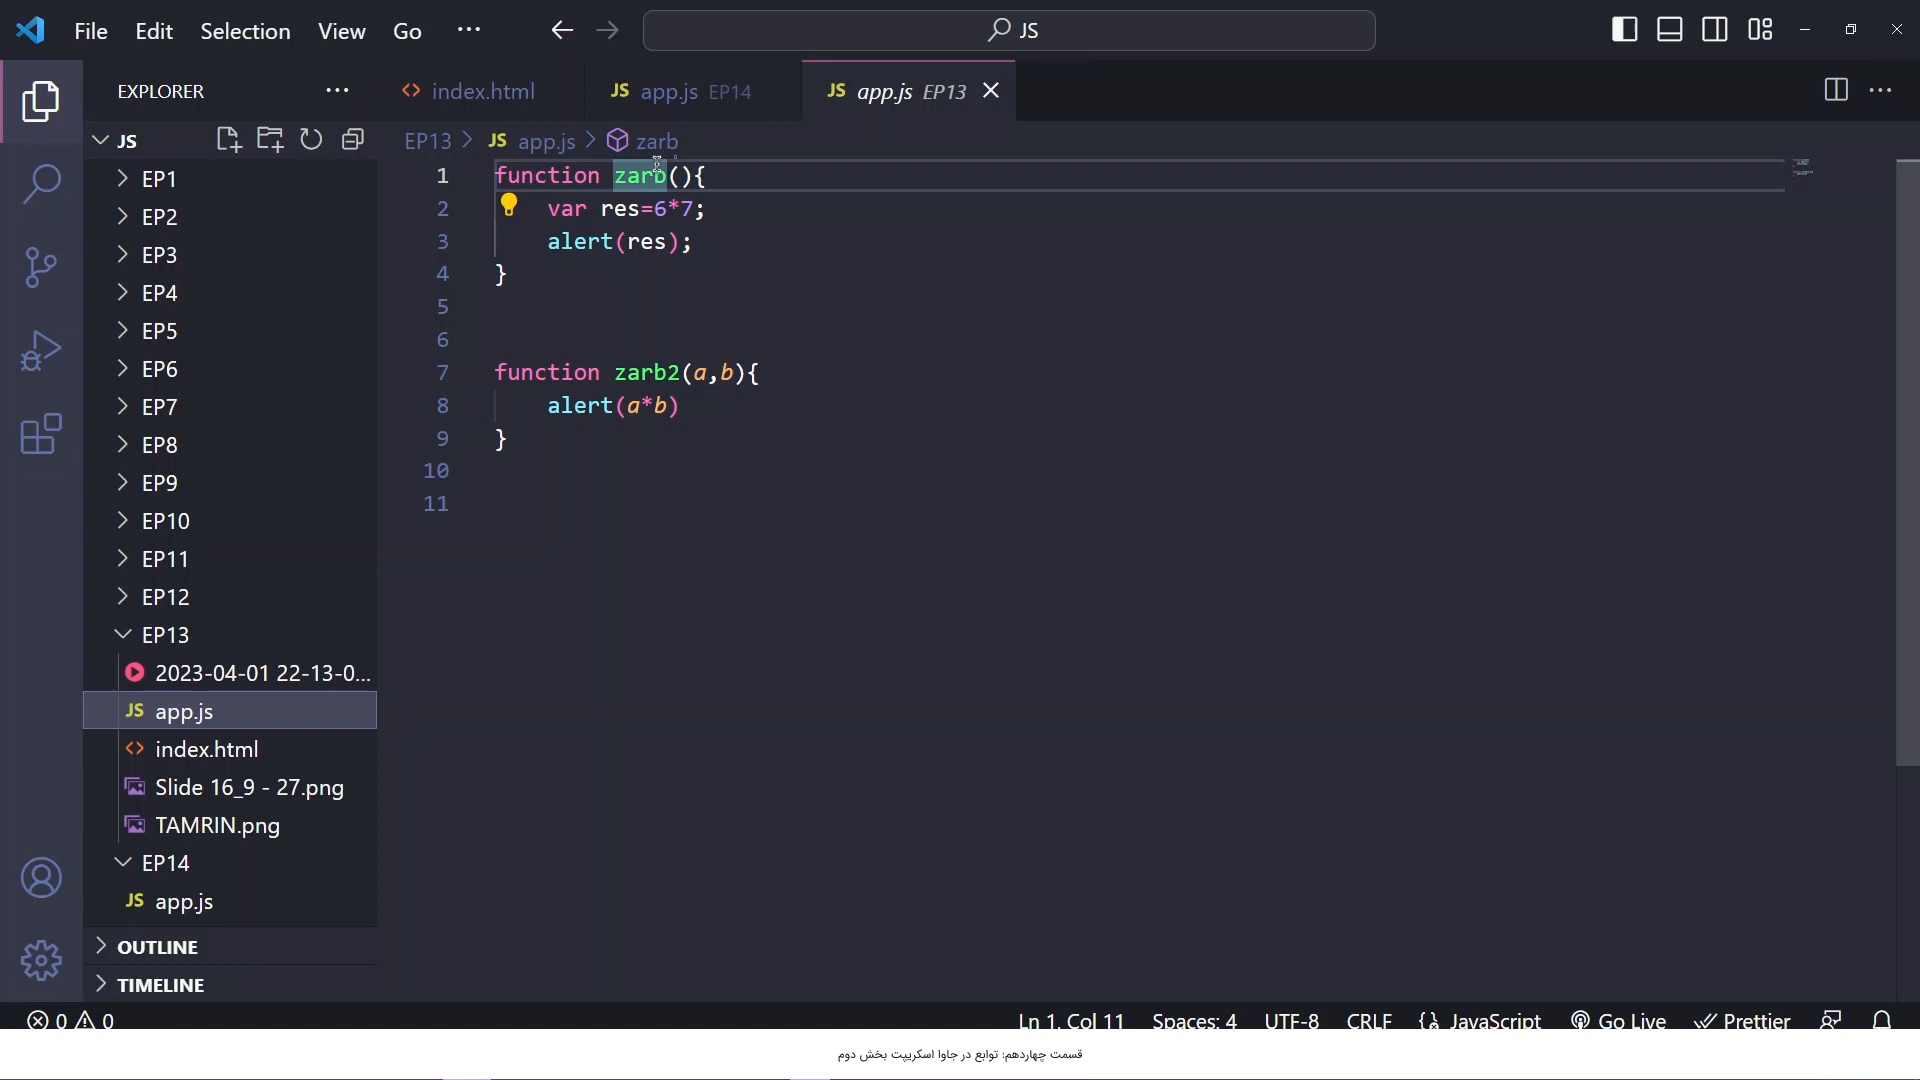 File Edit Selection View Go ··· JS
EXPLORER ··· index.html JS app.js EP14 JS app.js EP13
JS
EP13 > JS app.js > zarb
EP1
EP2
EP3
EP4
EP5
EP6
EP7
EP8
EP9
EP10
EP11
EP12
EP13
2023-04-01 22-13-0...
JS app.js
index.html
Slide 16_9 - 27.png
TAMRIN.png
EP14
JS app.js
OUTLINE
TIMELINE
1 function zarb(){
2 var res=6*7;
3 alert(res);
4 }
5
6
7 function zarb2(a,b){
8 alert(a*b)
9 }
10
11
0 0 Ln 1, Col 11 Spaces: 4 UTF-8 CRLF {} JavaScript Go Live Prettier
قسمت چهاردهم: توابع در جاوا اسکریپت بخش دوم